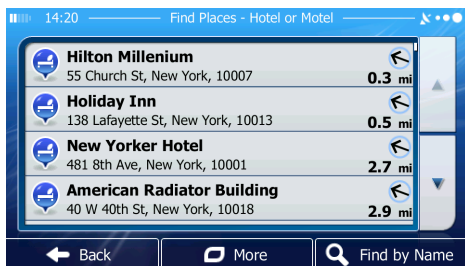 14:20 Find Places - Hotel or Motel
Hilton Millenium
55 Church St, New York, 10007
0.3 mi
Holiday Inn
138 Lafayette St, New York, 10013
0.5 mi
New Yorker Hotel
481 8th Ave, New York, 10001
2.7 mi
American Radiator Building
40 W 40th St, New York, 10018
2.9 mi
Back More Find by Name